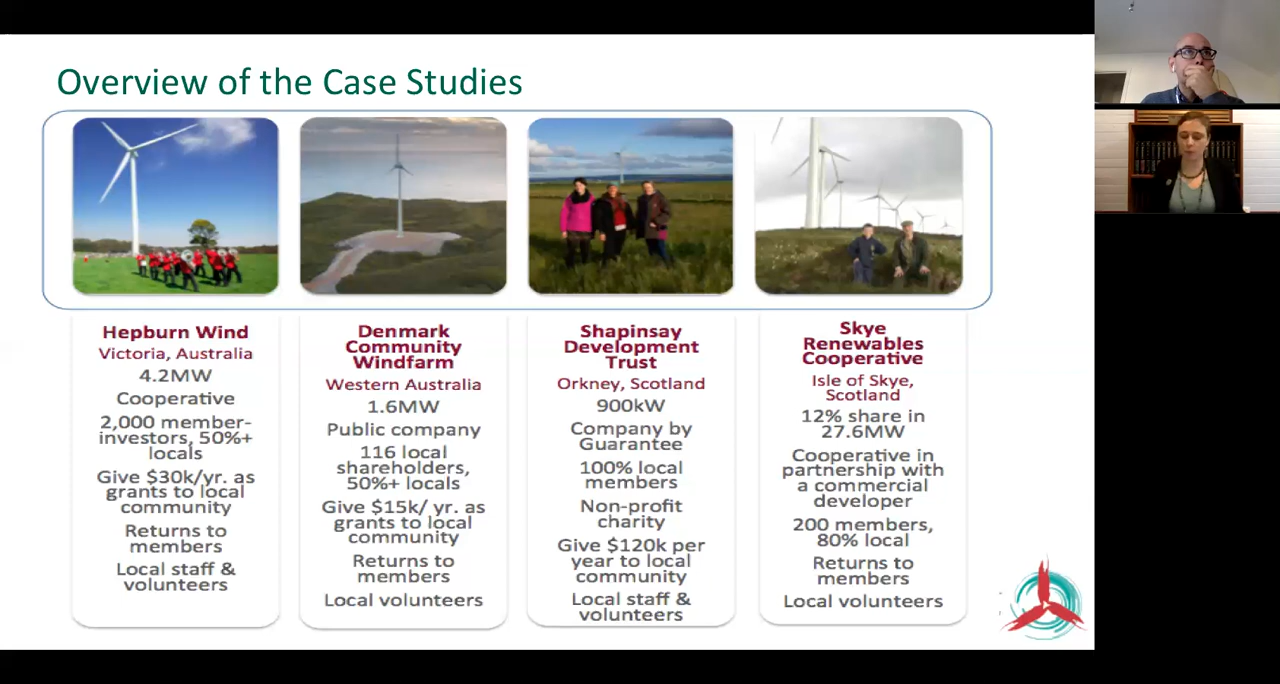 Overview of the Case Studies
Hepburn Wind
Victoria, Australia
4.2MW
Cooperative
2,000 member-
investors, 50%+
locals
Give $30k/yr. as
grants to local
community
Returns to
members
Local staff &
volunteers
Denmark
Community
Windfarm
Western Australia
1.6MW
Public company
116 local
shareholders,
50%+ locals
Give $15k/ yr. as
grants to local
community
Returns to
members
Local volunteers
Shapinsay
Development
Trust
Orkney, Scotland
900kW
Company by
Guarantee
100% local
members
Non-profit
charity
Give $120k per
year to local
community
Local staff &
volunteers
Skye
Renewables
Cooperative
Isle of Skye,
Scotland
12% share in
27.6MW
Cooperative in
partnership with
a commercial
developer
200 members,
80% local
Returns to
members
Local volunteers